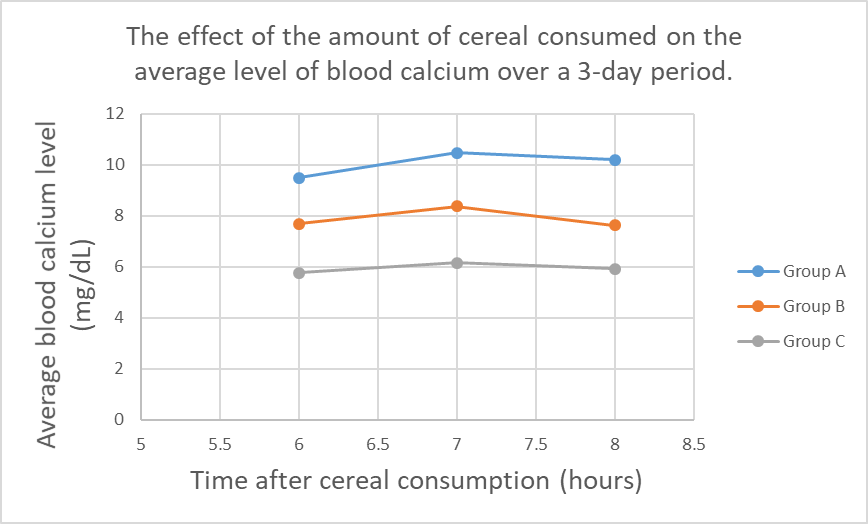 The effect of the amount of cereal consumed on the
average level of blood calcium over a 3-day period.
Average blood calcium level
(mg/dL)
12
10
8
6
4
2
0
5
5.5
6
6.5
7
7.5
8
8.5
Time after cereal consumption (hours)
Group A
Group B
Group C